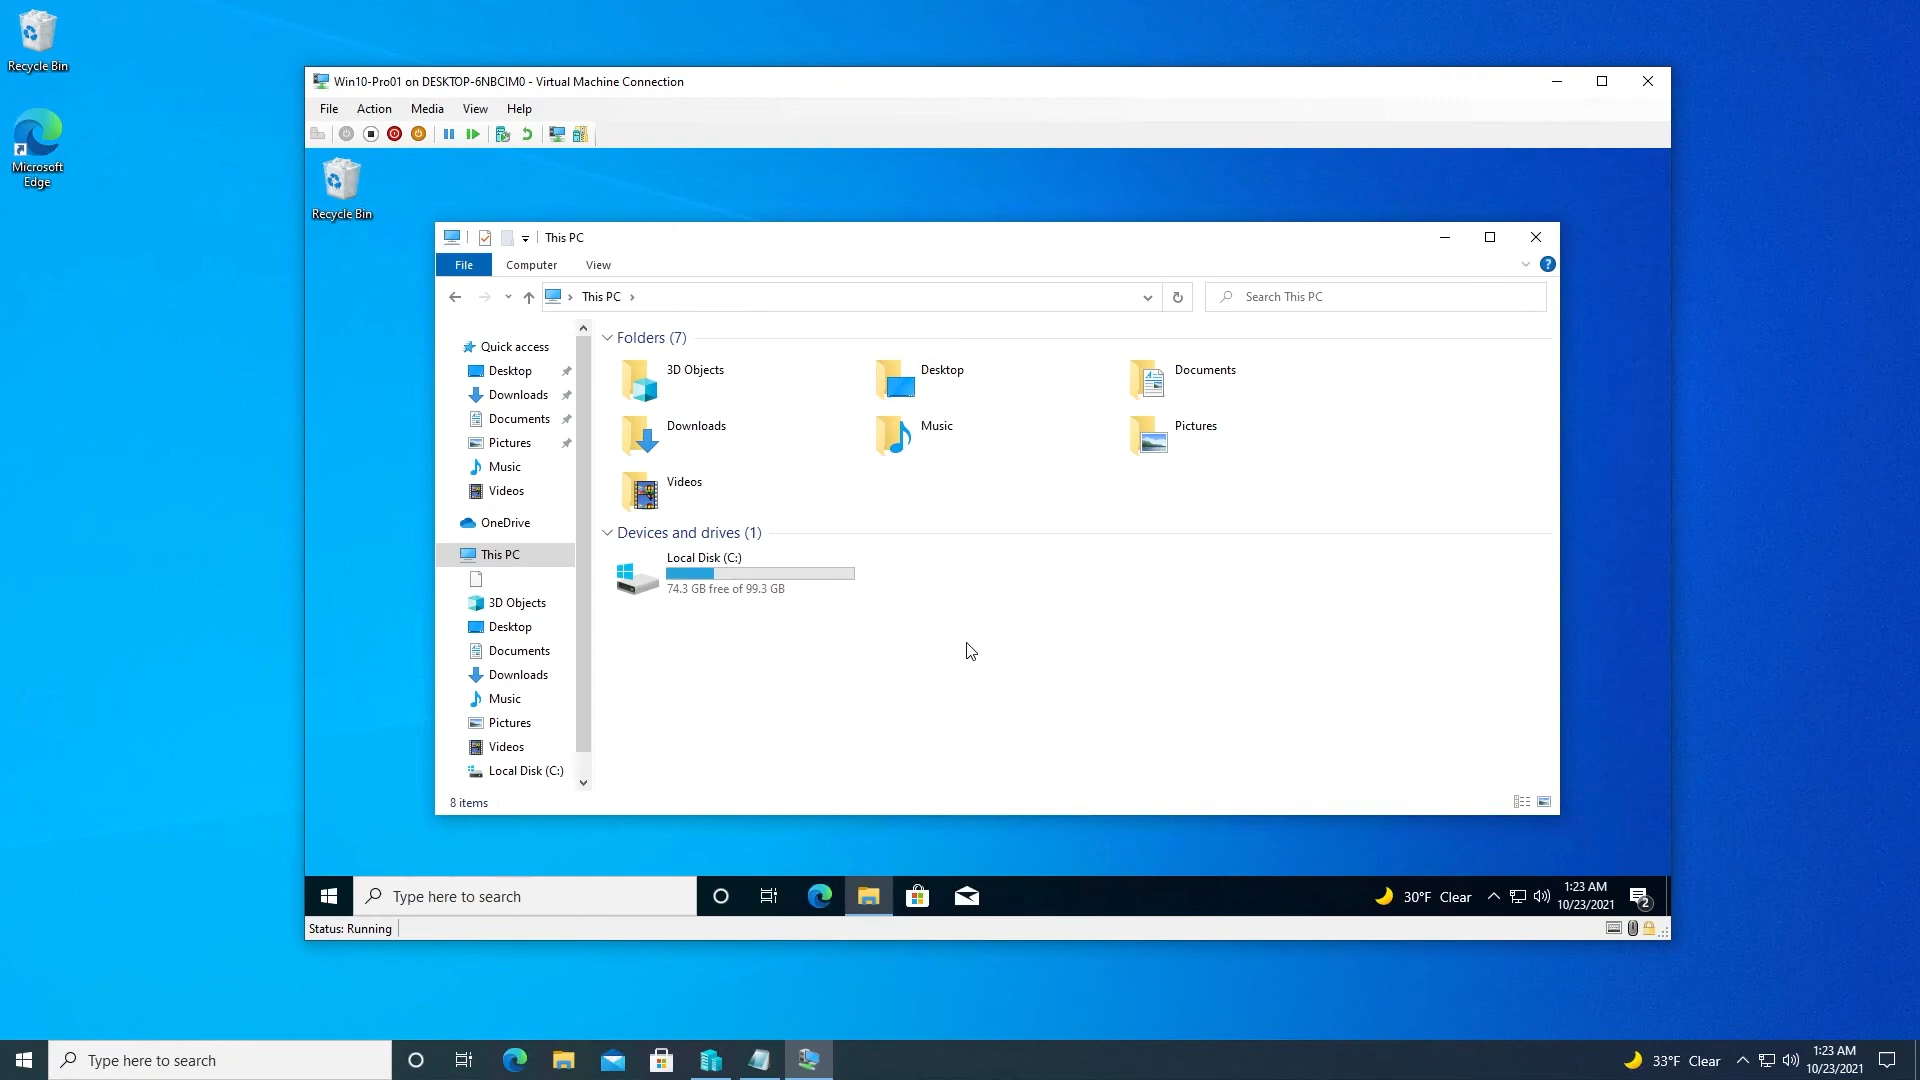 Recycle Bin
Microsoft
Edge
Win10-Pro01 on DESKTOP-6NBCIM0 - Virtual Machine Connection
File Action Media View Help
Recycle Bin
This PC
File Computer View
This PC
Search This PC
Quick access
Desktop
Downloads
Documents
Pictures
Music
Videos
OneDrive
This PC
3D Objects
Desktop
Documents
Downloads
Music
Pictures
Videos
Local Disk (C:)
Folders (7)
3D Objects
Desktop
Documents
Downloads
Music
Pictures
Videos
Devices and drives (1)
Local Disk (C:)
74.3 GB free of 99.3 GB
8 items
Type here to search
30°F Clear
1:23 AM
10/23/2021
2
Status: Running
Type here to search
33°F Clear
1:23 AM
10/23/2021